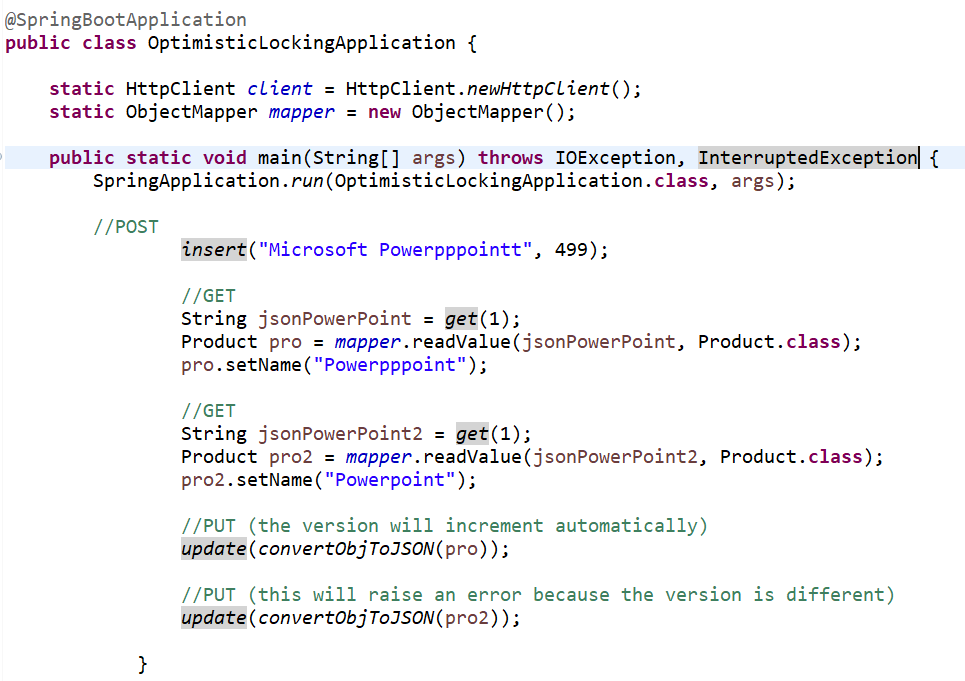 @SpringBootApplication
public class OptimisticLockingApplication {
static HttpClient client = HttpClient.newHttpClient();
static ObjectMapper mapper = new ObjectMapper();
public static void main(String[] args) throws IOException, InterruptedException {
SpringApplication.run(OptimisticLockingApplication.class, args);
//POST
insert("Microsoft Powerpppointt", 499);
//GET
String jsonPowerPoint = get(1);
Product pro = mapper.readValue(jsonPowerPoint, Product.class);
pro.setName("Powerpppoint");
//GET
String jsonPowerPoint2 = get(1);
Product pro2 = mapper.readValue(jsonPowerPoint2, Product.class);
pro2.setName("Powerpoint");
//PUT (the version will increment automatically)
update(convertObjToJSON(pro));
//PUT (this will raise an error because the version is different)
update(convertObjToJSON(pro2));
}